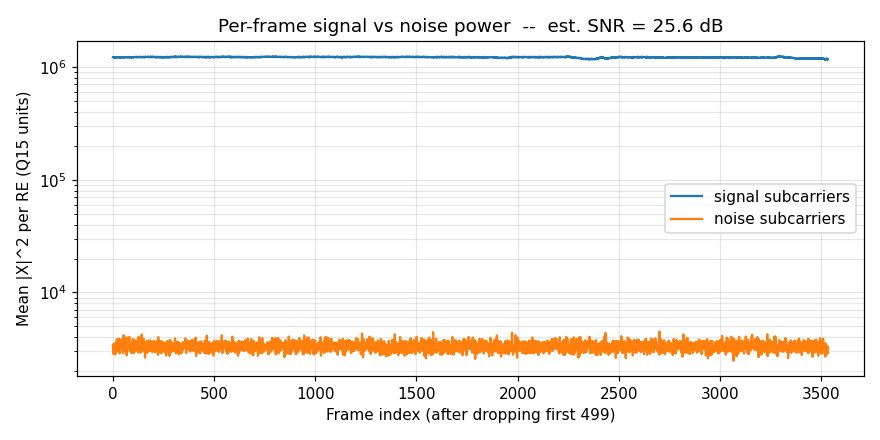 Per-frame signal vs noise power  --  est. SNR = 25.6 dB
Mean |X|^2 per RE (Q15 units)
10^6
10^5
10^4
signal subcarriers
noise subcarriers
0 500 1000 1500 2000 2500 3000 3500
Frame index (after dropping first 499)